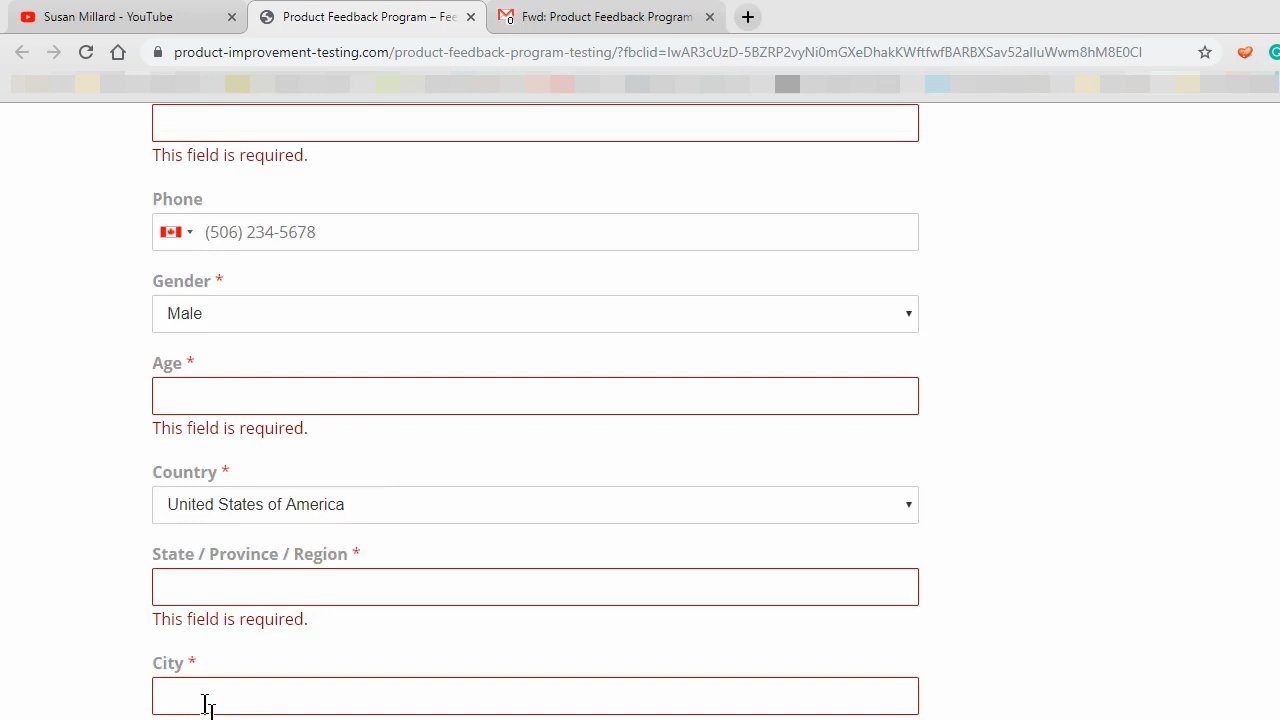 Susan Millard - YouTube
Product Feedback Program – Fee
Fwd: Product Feedback Program
product-improvement-testing.com/product-feedback-program-testing/?fbclid=IwAR3cUzD-5BZRP2vyNi0mGXeDhakKWftfwfBARBXSav52alIuWwm8hM8E0CI
This field is required.
Phone
(506) 234-5678
Gender *
Male
Age *
This field is required.
Country *
United States of America
State / Province / Region *
This field is required.
City *